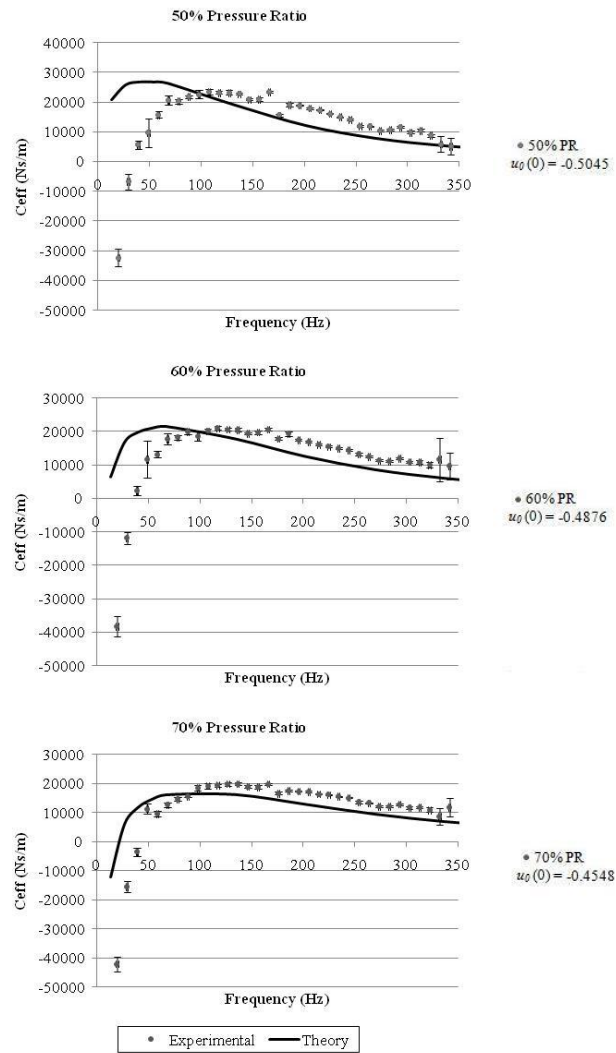 50% Pressure Ratio
40000
30000
20000
10000
0
-10000
-20000
-30000
-40000
-50000
0 50 100 150 200 250 300 350
Ceff (Ns/m)
Frequency (Hz)
50% PR
u₀(0) = -0.5045
60% Pressure Ratio
30000
20000
10000
0
-10000
-20000
-30000
-40000
-50000
0 50 100 150 200 250 300 350
Ceff (Ns/m)
Frequency (Hz)
60% PR
u₀(0) = -0.4876
70% Pressure Ratio
30000
20000
10000
0
-10000
-20000
-30000
-40000
-50000
0 50 100 150 200 250 300 350
Ceff (Ns/m)
Frequency (Hz)
70% PR
u₀(0) = -0.4548
Experimental Theory